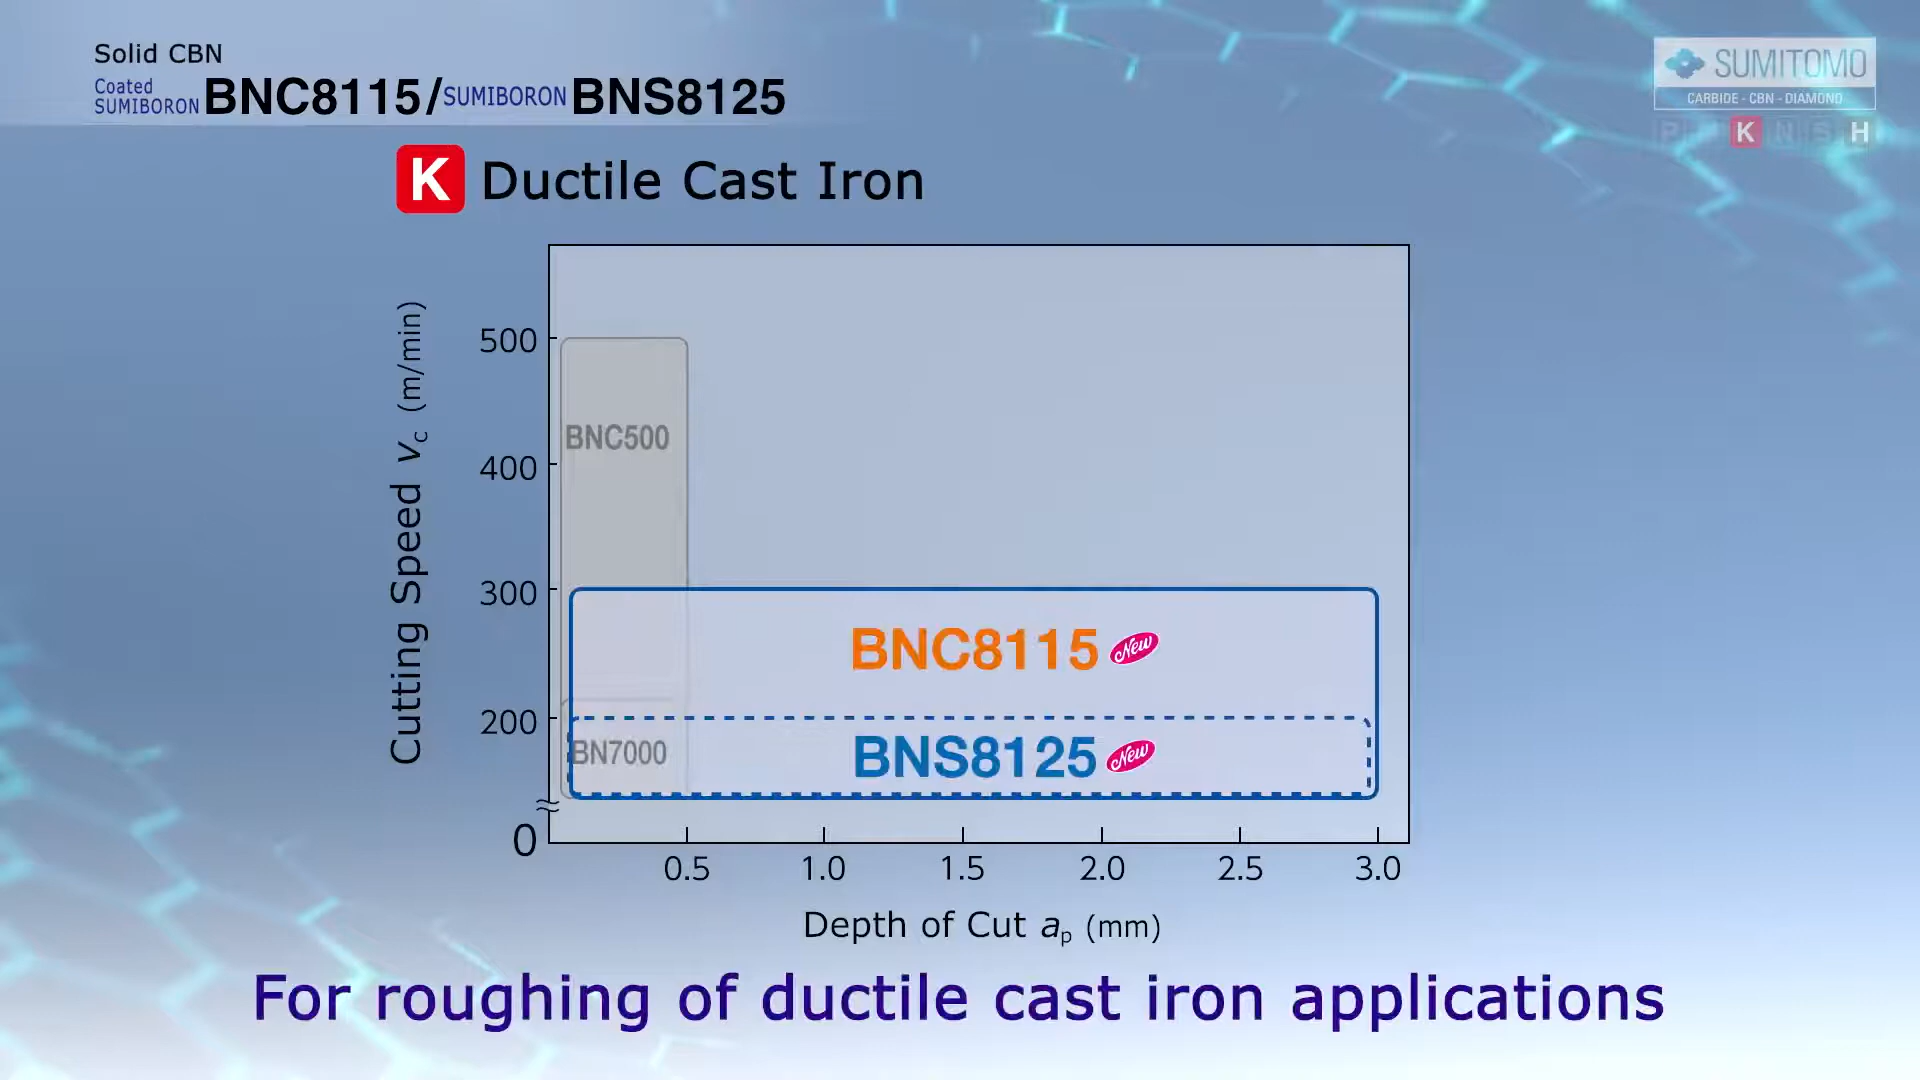 Solid CBN
Coated SUMIBORON BNC8115/SUMIBORON BNS8125
SUMITOMO
CARBIDE - CBN - DIAMOND
P K N S H
K Ductile Cast Iron
Cutting Speed vc (m/min)
500
400
300
200
0
BNC500
BNC8115 New
BN7000
BNS8125 New
0.5 1.0 1.5 2.0 2.5 3.0
Depth of Cut ap (mm)
For roughing of ductile cast iron applications